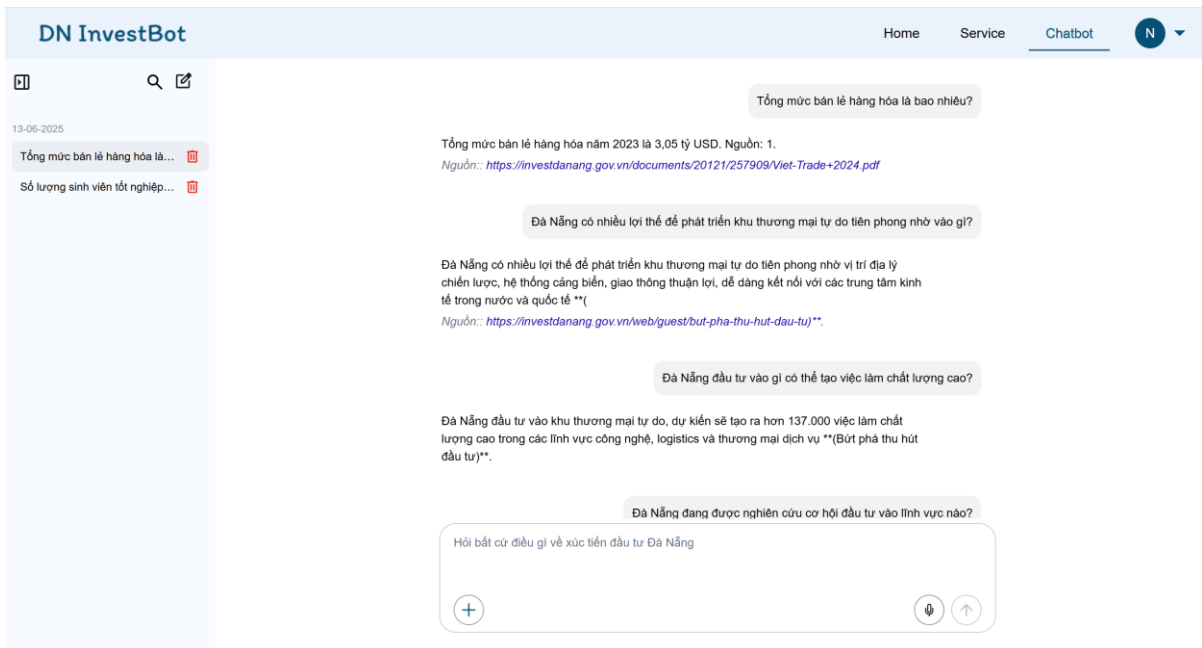 DN InvestBot
Home
Service
Chatbot
N
13-06-2025
Tổng mức bán lẻ hàng hóa là...
Số lượng sinh viên tốt nghiệp...
Tổng mức bán lẻ hàng hóa là bao nhiêu?
Tổng mức bán lẻ hàng hóa năm 2023 là 3,05 tỷ USD. Nguồn: 1.
Nguồn:: https://investdanang.gov.vn/documents/20121/257909/Viet-Trade+2024.pdf
Đà Nẵng có nhiều lợi thế để phát triển khu thương mại tự do tiên phong nhờ vào gì?
Đà Nẵng có nhiều lợi thế để phát triển khu thương mại tự do tiên phong nhờ vị trí địa lý
chiến lược, hệ thống cảng biển, giao thông thuận lợi, dễ dàng kết nối với các trung tâm kinh
tế trong nước và quốc tế **(
Nguồn:: https://investdanang.gov.vn/web/guest/but-pha-thu-hut-dau-tu)**.
Đà Nẵng đầu tư vào gì có thể tạo việc làm chất lượng cao?
Đà Nẵng đầu tư vào khu thương mại tự do, dự kiến sẽ tạo ra hơn 137.000 việc làm chất
lượng cao trong các lĩnh vực công nghệ, logistics và thương mại dịch vụ **(Bứt phá thu hút
đầu tư)**.
Đà Nẵng đang được nghiên cứu cơ hội đầu tư vào lĩnh vực nào?
Hỏi bất cứ điều gì về xúc tiến đầu tư Đà Nẵng